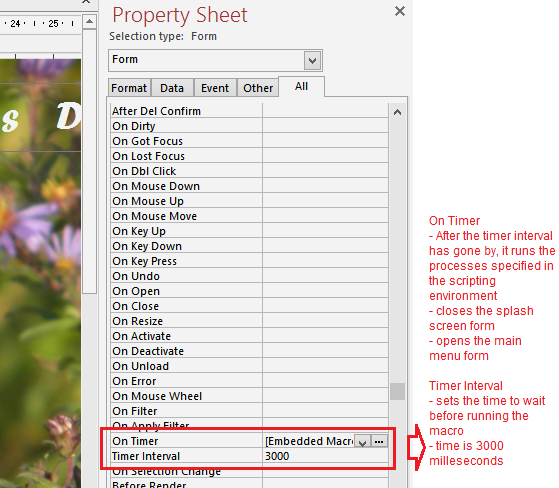 Property Sheet
Selection type: Form
Form
Format Data Event Other All
24 25
After Del Confirm
On Dirty
On Got Focus
On Lost Focus
On Dbl Click
On Mouse Down
On Mouse Up
On Mouse Move
On Key Up
On Key Down
On Key Press
On Undo
On Open
On Close
On Resize
On Activate
On Deactivate
On Unload
On Error
On Mouse Wheel
On Filter
On Apply Filter
On Timer [Embedded Macro
Timer Interval 3000
On Selection Change
Before Render
s D
On Timer
- After the timer interval
has gone by, it runs the
processes specified in
the scripting
environment
- closes the splash
screen form
- opens the main
menu form
Timer Interval
- sets the time to wait
before running the
macro
- time is 3000
milleseconds